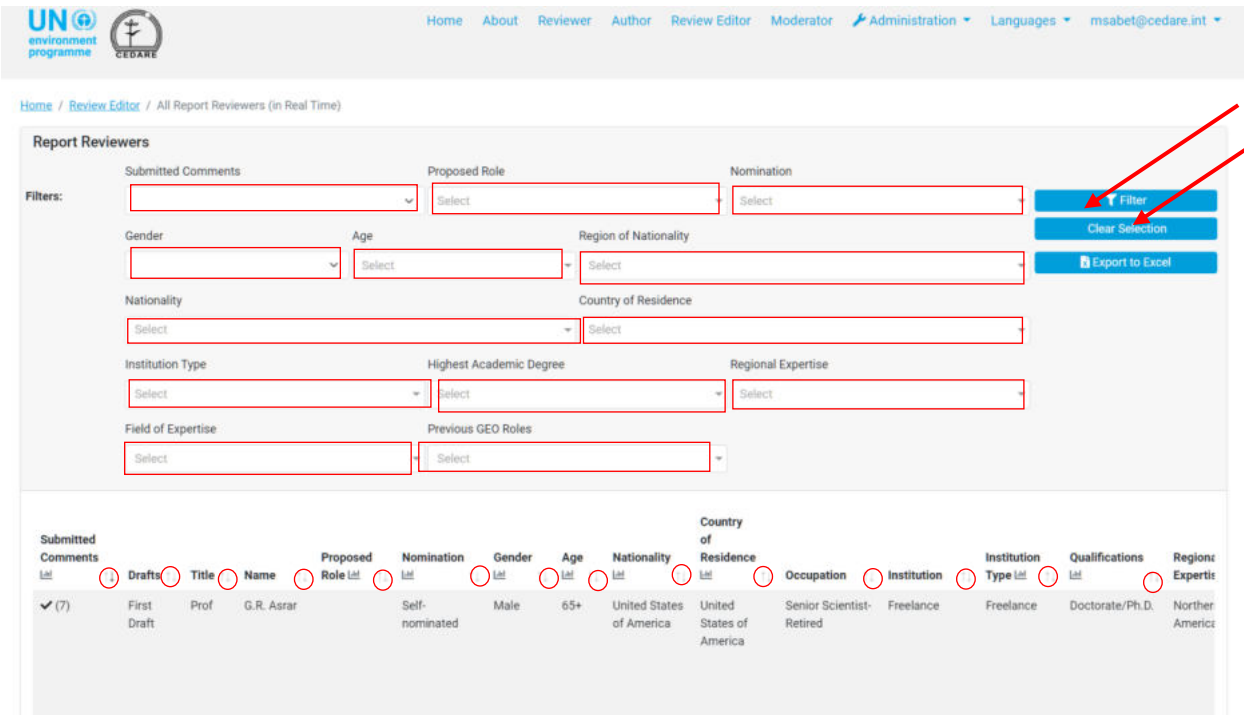 UN
environment
programme
CEDARE
Home About Reviewer Author Review Editor Moderator Administration Languages msabet@cedare.int
Home / Review Editor / All Report Reviewers (in Real Time)
Report Reviewers
Submitted Comments Proposed Role Nomination
Filters: Select Select Filter
Clear Selection
Gender Age Region of Nationality
Select Select Export to Excel
Nationality Country of Residence
Select Select
Institution Type Highest Academic Degree Regional Expertise
Select Select Select
Field of Expertise Previous GEO Roles
Select Select
Submitted Comments Drafts Title Name Proposed Role Nomination Gender Age Nationality Country of Residence Occupation Institution Institution Type Qualifications Regiona Expertis
(7) First Draft Prof G.R. Asrar Self-nominated Male 65+ United States of America United States of America Senior Scientist-Retired Freelance Freelance Doctorate/Ph.D. Norther America